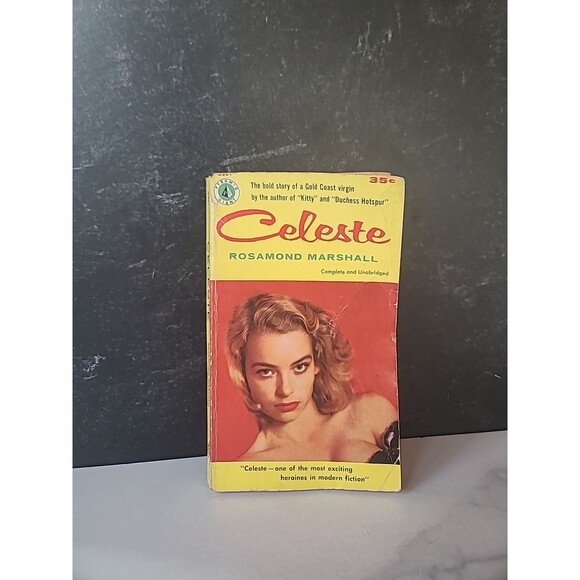 35c
The bold story of a Gold Coast virgin
by the author of "Kitty" and "Duchess Hotspur"
Celeste
ROSAMOND MARSHALL
Complete and Unabridged
"Celeste—one of the most exciting
heroines in modern fiction"